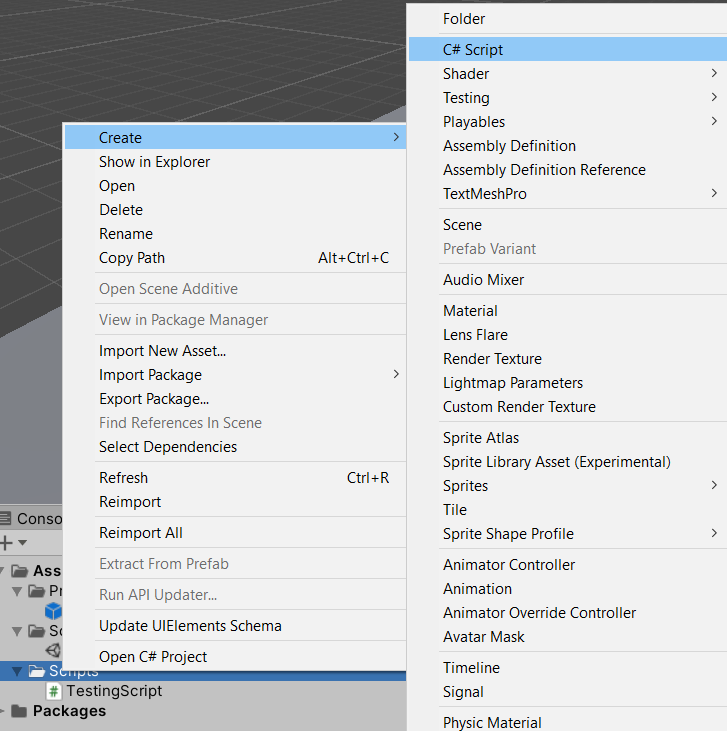 Create
Show in Explorer
Open
Delete
Rename
Copy Path Alt+Ctrl+C
Open Scene Additive
View in Package Manager
Import New Asset...
Import Package
Export Package...
Find References In Scene
Select Dependencies
Refresh Ctrl+R
Reimport
Reimport All
Extract From Prefab
Run API Updater...
Update UIElements Schema
Open C# Project
Folder
C# Script
Shader
Testing
Playables
Assembly Definition
Assembly Definition Reference
TextMeshPro
Scene
Prefab Variant
Audio Mixer
Material
Lens Flare
Render Texture
Lightmap Parameters
Custom Render Texture
Sprite Atlas
Sprite Library Asset (Experimental)
Sprites
Tile
Sprite Shape Profile
Animator Controller
Animation
Animator Override Controller
Avatar Mask
Timeline
Signal
Physic Material
Conso
Ass
Pr
Sc
Scripts
TestingScript
Packages